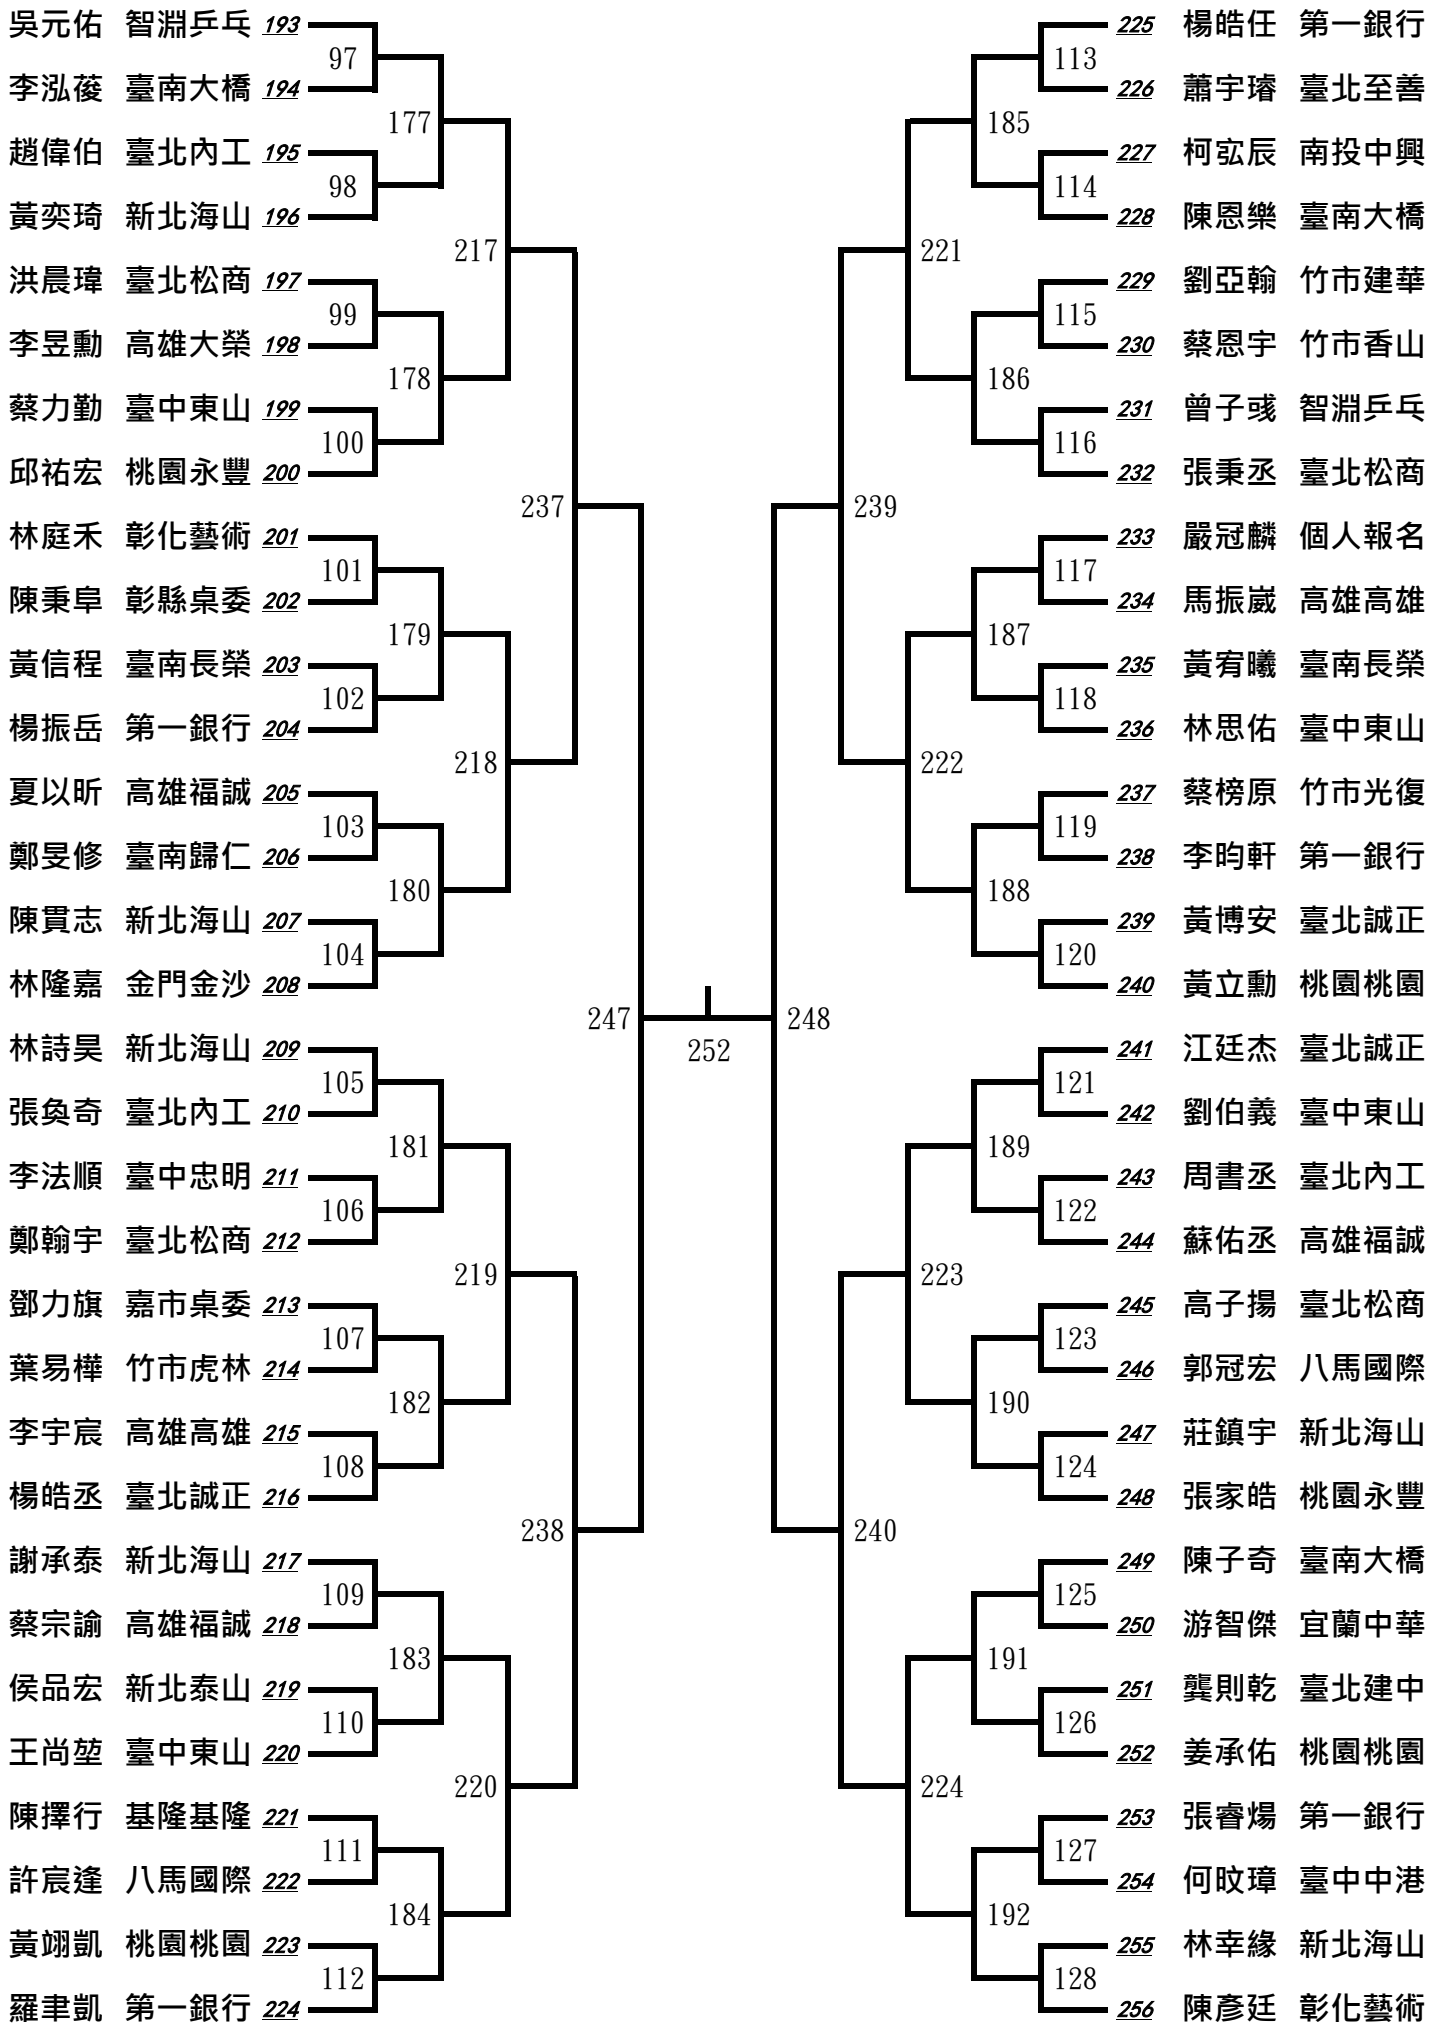 吳元佑 智淵乒乓 193
97
李泓葰 臺南大橋 194
177
趙偉伯 臺北內工 195
98
黃奕琦 新北海山 196
217
洪晨瑋 臺北松商 197
99
李昱勳 高雄大榮 198
178
蔡力勤 臺中東山 199
100
邱祐宏 桃園永豐 200
237
林庭禾 彰化藝術 201
101
陳秉阜 彰縣桌委 202
179
黃信程 臺南長榮 203
102
楊振岳 第一銀行 204
218
夏以昕 高雄福誠 205
103
鄭旻修 臺南歸仁 206
180
陳貫志 新北海山 207
104
林隆嘉 金門金沙 208
247
林詩昊 新北海山 209
105
張奐奇 臺北內工 210
181
李法順 臺中忠明 211
106
鄭翰宇 臺北松商 212
219
鄧力旗 嘉市桌委 213
107
葉易樺 竹市虎林 214
182
李宇宸 高雄高雄 215
108
楊皓丞 臺北誠正 216
238
謝承泰 新北海山 217
109
蔡宗諭 高雄福誠 218
183
侯品宏 新北泰山 219
110
王尚堃 臺中東山 220
220
陳擇行 基隆基隆 221
111
許宸逢 八馬國際 222
184
黃翊凱 桃園桃園 223
112
羅聿凱 第一銀行 224
252
225 楊皓任 第一銀行
113
226 蕭宇璿 臺北至善
185
227 柯宖辰 南投中興
114
228 陳恩樂 臺南大橋
221
229 劉亞翰 竹市建華
115
230 蔡恩宇 竹市香山
186
231 曾子彧 智淵乒乓
116
232 張秉丞 臺北松商
239
233 嚴冠麟 個人報名
117
234 馬振崴 高雄高雄
187
235 黃宥曦 臺南長榮
118
236 林思佑 臺中東山
222
237 蔡榜原 竹市光復
119
238 李昀軒 第一銀行
188
239 黃博安 臺北誠正
120
240 黃立勳 桃園桃園
248
241 江廷杰 臺北誠正
121
242 劉伯義 臺中東山
189
243 周書丞 臺北內工
122
244 蘇佑丞 高雄福誠
223
245 高子揚 臺北松商
123
246 郭冠宏 八馬國際
190
247 莊鎮宇 新北海山
124
248 張家皓 桃園永豐
240
249 陳子奇 臺南大橋
125
250 游智傑 宜蘭中華
191
251 龔則乾 臺北建中
126
252 姜承佑 桃園桃園
224
253 張睿煬 第一銀行
127
254 何旼璋 臺中中港
192
255 林幸緣 新北海山
128
256 陳彥廷 彰化藝術